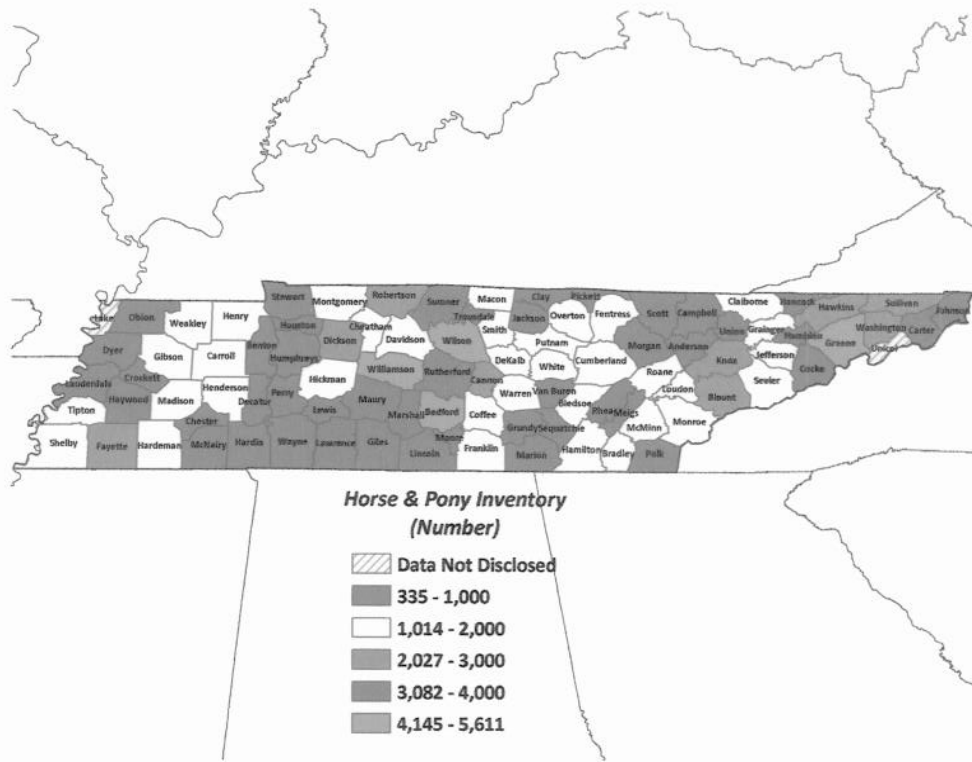 Stewart
Montgomery
Robertson
Sumner
Macon
Clay
Pickett
Claiborne
Hancock
Hawkins
Sullivan
Johnson
Lake
Obion
Weakley
Henry
Houston
Cheatham
Trousdale
Jackson
Overton
Fentress
Scott
Campbell
Union
Grainger
Hamblen
Washington
Carter
Dyer
Gibson
Carroll
Benton
Humphreys
Dickson
Davidson
Wilson
Smith
Putnam
Morgan
Anderson
Knox
Jefferson
Greene
Unicoi
Cocke
Lauderdale
Crockett
Haywood
Madison
Henderson
Decatur
Perry
Hickman
Williamson
Rutherford
Cannon
DeKalb
White
Cumberland
Roane
Loudon
Blount
Sevier
Tipton
Chester
Lewis
Maury
Marshall
Bedford
Coffee
Warren
Van Buren
Bledsoe
Rhea
Meigs
McMinn
Monroe
Shelby
Fayette
Hardeman
McNairy
Hardin
Wayne
Lawrence
Giles
Lincoln
Moore
Franklin
Grundy
Sequatchie
Marion
Hamilton
Bradley
Polk
Horse & Pony Inventory
(Number)
Data Not Disclosed
335 - 1,000
1,014 - 2,000
2,027 - 3,000
3,082 - 4,000
4,145 - 5,611